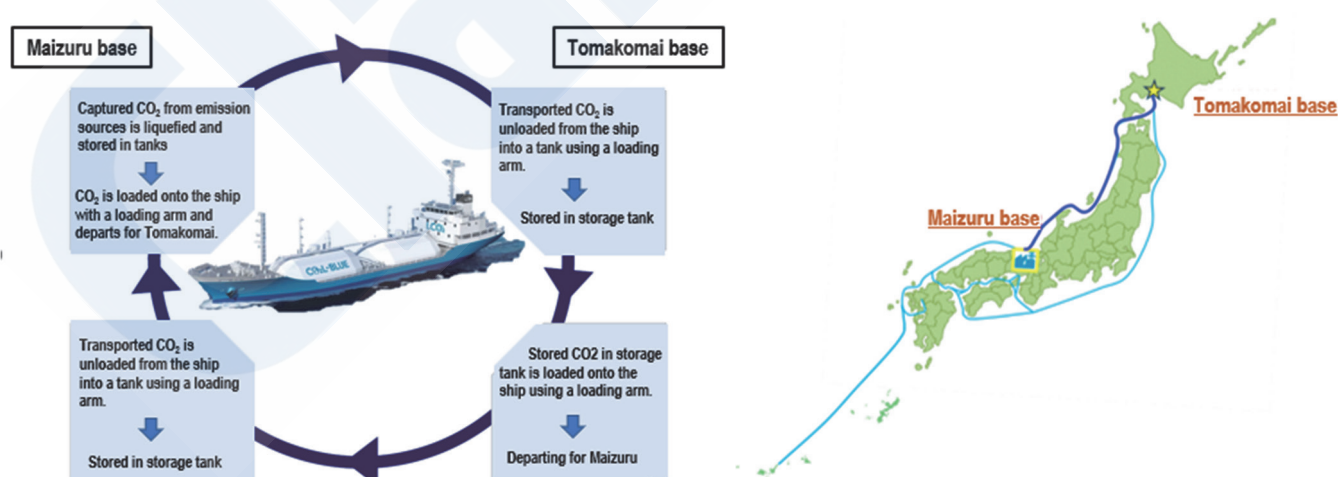 Maizuru base
Captured CO₂ from emission
sources is liquefied and
stored in tanks
CO₂ is loaded onto the ship
with a loading arm and
departs for Tomakomai.
Tomakomai base
Transported CO₂ is
unloaded from the ship
into a tank using a loading
arm.
Stored in storage tank
Transported CO₂ is
unloaded from the ship
into a tank using a loading
arm.
Stored in storage tank
Stored CO2 in storage
tank is loaded onto the
ship using a loading arm.
Departing for Maizuru
LCO₂
Tomakomai base
Maizuru base